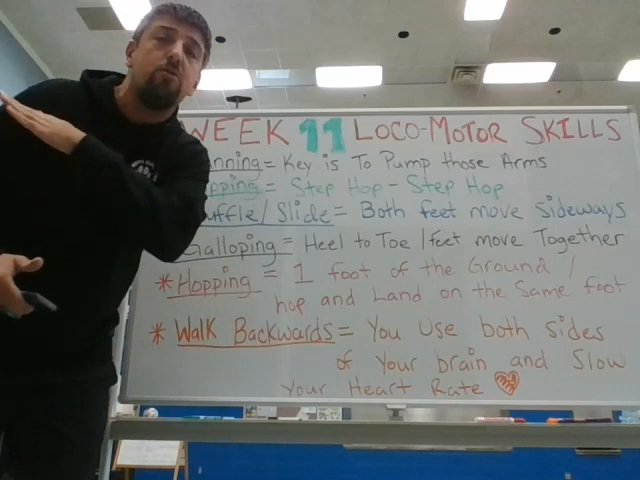 WEEK 11 LOCO-MOTOR SKILLS
= Key is To Pump those Arms
= Step Hop - Step Hop
/ Slide = Both feet move sideways
Galloping = Heel to Toe / feet move Together
* Hopping = 1 foot of the Ground /
hop and Land on the Same foot
* Walk Backwards = You Use both sides
of Your brain and Slow
your Heart Rate